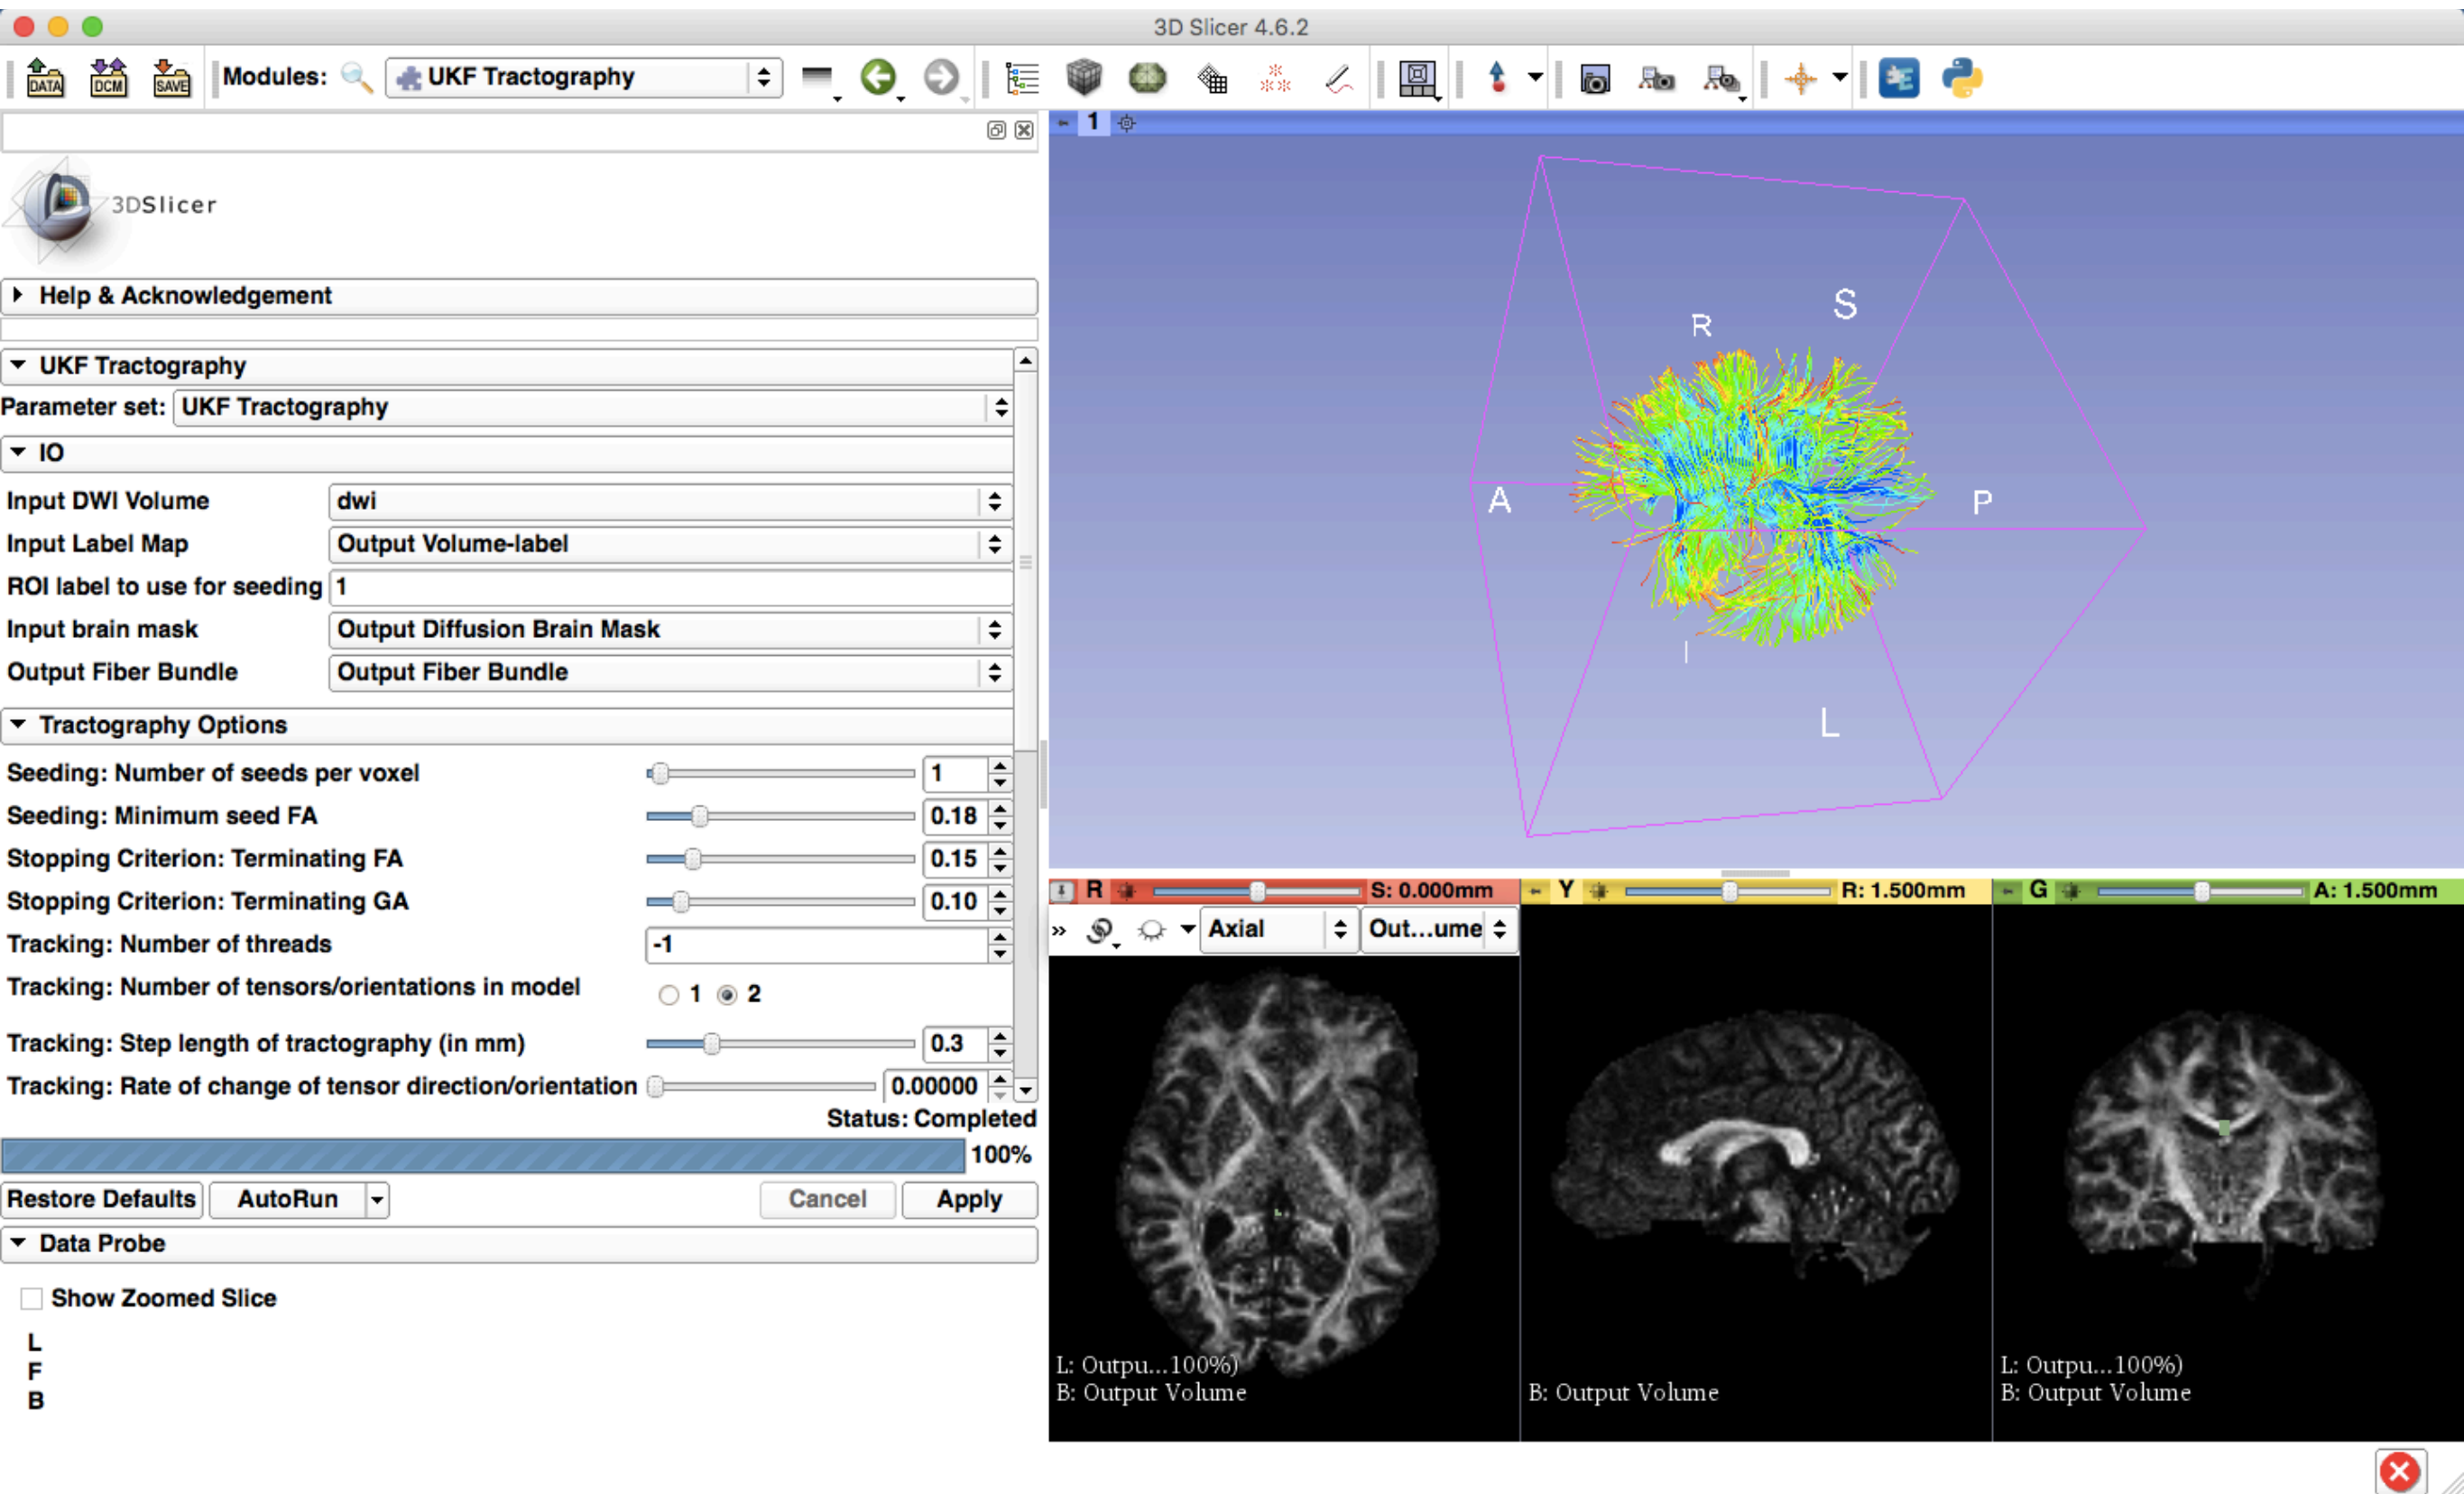 3D Slicer 4.6.2
DATA
DCM
SAVE
Modules:
UKF Tractography
3DSlicer
Help & Acknowledgement
UKF Tractography
Parameter set: UKF Tractography
IO
Input DWI Volume dwi
Input Label Map Output Volume-label
ROI label to use for seeding 1
Input brain mask Output Diffusion Brain Mask
Output Fiber Bundle Output Fiber Bundle
Tractography Options
Seeding: Number of seeds per voxel 1
Seeding: Minimum seed FA 0.18
Stopping Criterion: Terminating FA 0.15
Stopping Criterion: Terminating GA 0.10
Tracking: Number of threads -1
Tracking: Number of tensors/orientations in model 1 2
Tracking: Step length of tractography (in mm) 0.3
Tracking: Rate of change of tensor direction/orientation 0.00000
Status: Completed
100%
Restore Defaults AutoRun Cancel Apply
Data Probe
Show Zoomed Slice
L
F
B
1
S
R
A
P
I
L
R S: 0.000mm
Y R: 1.500mm
G A: 1.500mm
» Axial Out...ume
L: Outpu...100%)
B: Output Volume
B: Output Volume
L: Outpu...100%)
B: Output Volume